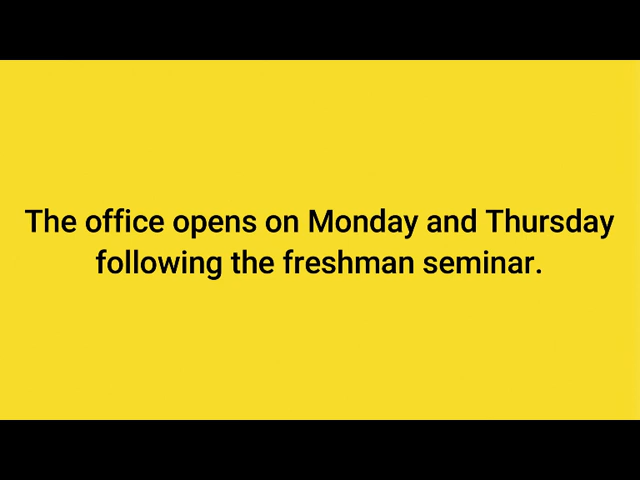 The office opens on Monday and Thursday
following the freshman seminar.